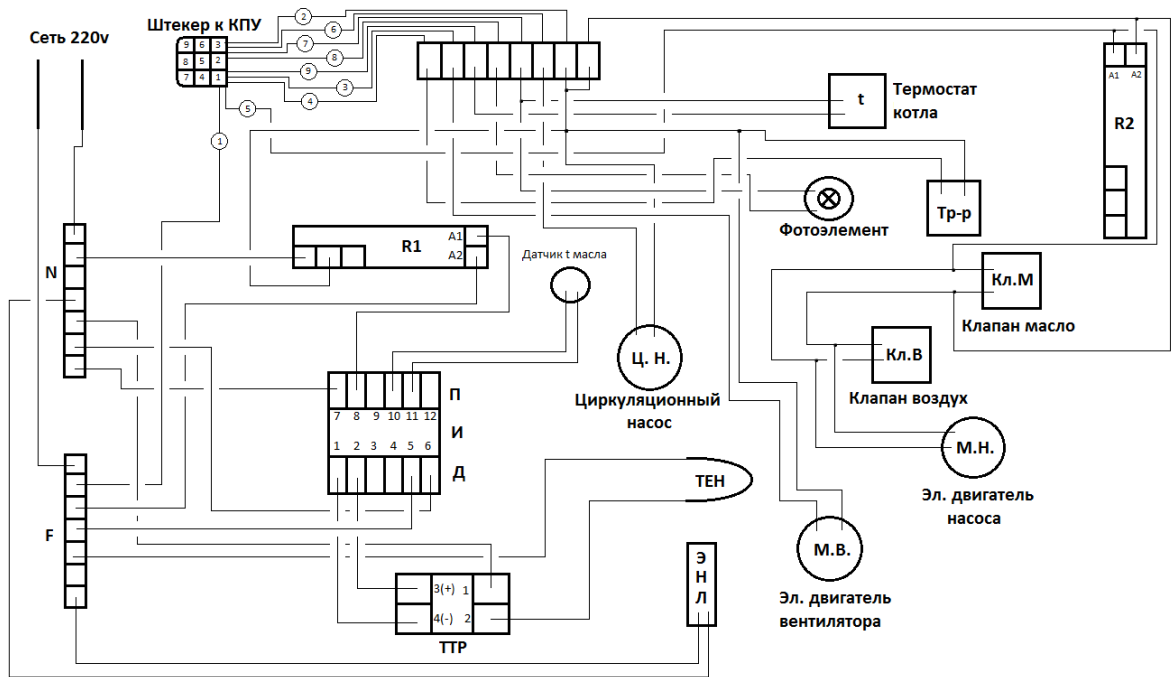 Штекер к КПУ
Сеть 220v
9 6 3
8 5 2
7 4 1
2
6
7
8
9
3
4
5
1
t
Термостат
котла
A1 A2
R2
Фотоэлемент
Тр-р
N
R1
A1
A2
Датчик t масла
Кл.М
Клапан масло
Ц. Н.
Циркуляционный
насос
Кл.В
Клапан воздух
П
7 8 9 10 11 12
И
1 2 3 4 5 6
Д
М.Н.
Эл. двигатель
насоса
ТЕН
F
М.В.
Эл. двигатель
вентилятора
Э
Н
Л
3(+) 1
4(-) 2
ТТР